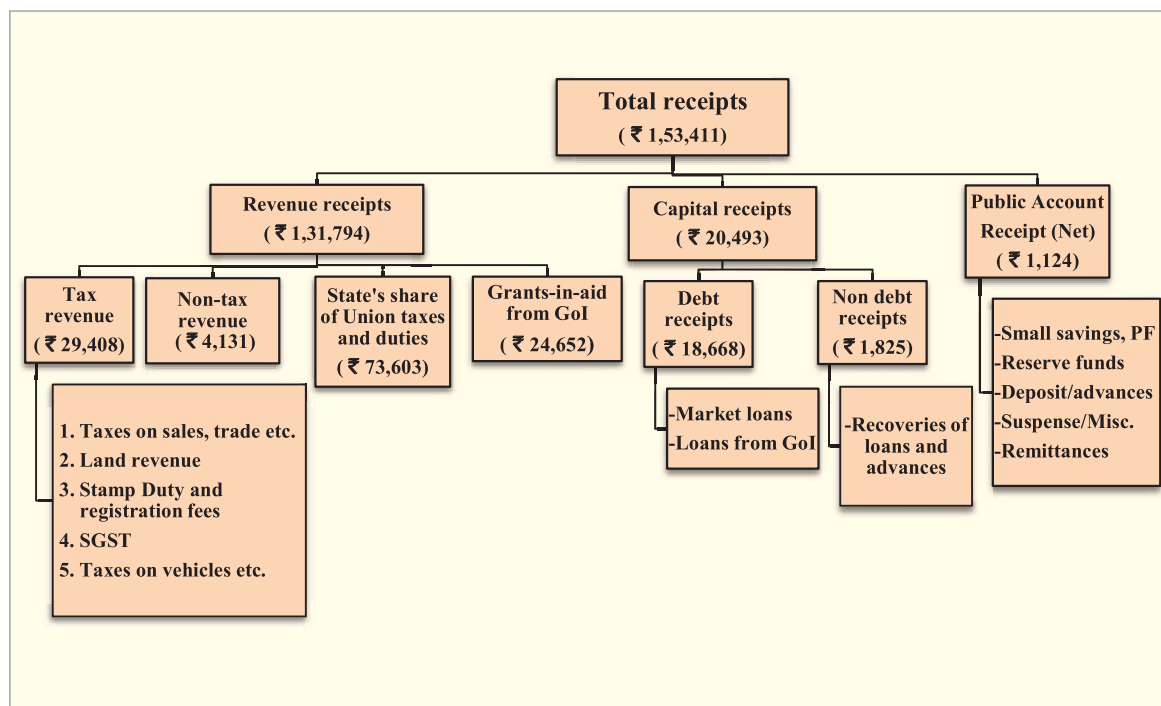 Total receipts
( ₹ 1,53,411)
Revenue receipts
( ₹ 1,31,794)
Capital receipts
( ₹ 20,493)
Public Account
Receipt (Net)
( ₹ 1,124)
Tax
revenue
( ₹ 29,408)
Non-tax
revenue
( ₹ 4,131)
State's share
of Union taxes
and duties
( ₹ 73,603)
Grants-in-aid
from GoI
( ₹ 24,652)
Debt
receipts
( ₹ 18,668)
Non debt
receipts
( ₹ 1,825)
1. Taxes on sales, trade etc.
2. Land revenue
3. Stamp Duty and
registration fees
4. SGST
5. Taxes on vehicles etc.
-Market loans
-Loans from GoI
-Recoveries of
loans and
advances
-Small savings, PF
-Reserve funds
-Deposit/advances
-Suspense/Misc.
-Remittances